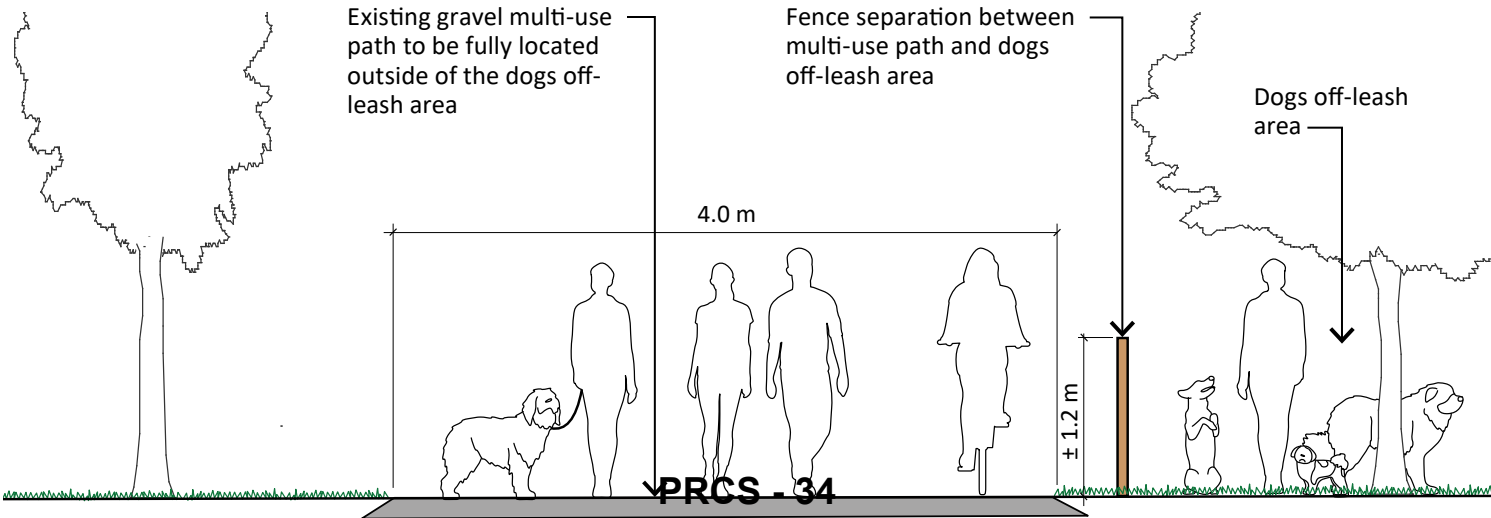 Existing gravel multi-use
path to be fully located
outside of the dogs off-
leash area
Fence separation between
multi-use path and dogs
off-leash area
Dogs off-leash
area
4.0 m
± 1.2 m
PRCS - 34